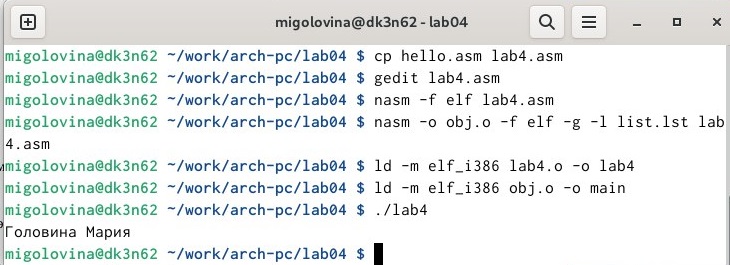 migolovina@dk3n62 - lab04
migolovina@dk3n62 ~/work/arch-pc/lab04 $ cp hello.asm lab4.asm
migolovina@dk3n62 ~/work/arch-pc/lab04 $ gedit lab4.asm
migolovina@dk3n62 ~/work/arch-pc/lab04 $ nasm -f elf lab4.asm
migolovina@dk3n62 ~/work/arch-pc/lab04 $ nasm -o obj.o -f elf -g -l list.lst lab
4.asm
migolovina@dk3n62 ~/work/arch-pc/lab04 $ ld -m elf_i386 lab4.o -o lab4
migolovina@dk3n62 ~/work/arch-pc/lab04 $ ld -m elf_i386 obj.o -o main
migolovina@dk3n62 ~/work/arch-pc/lab04 $ ./lab4
Головина Мария
migolovina@dk3n62 ~/work/arch-pc/lab04 $